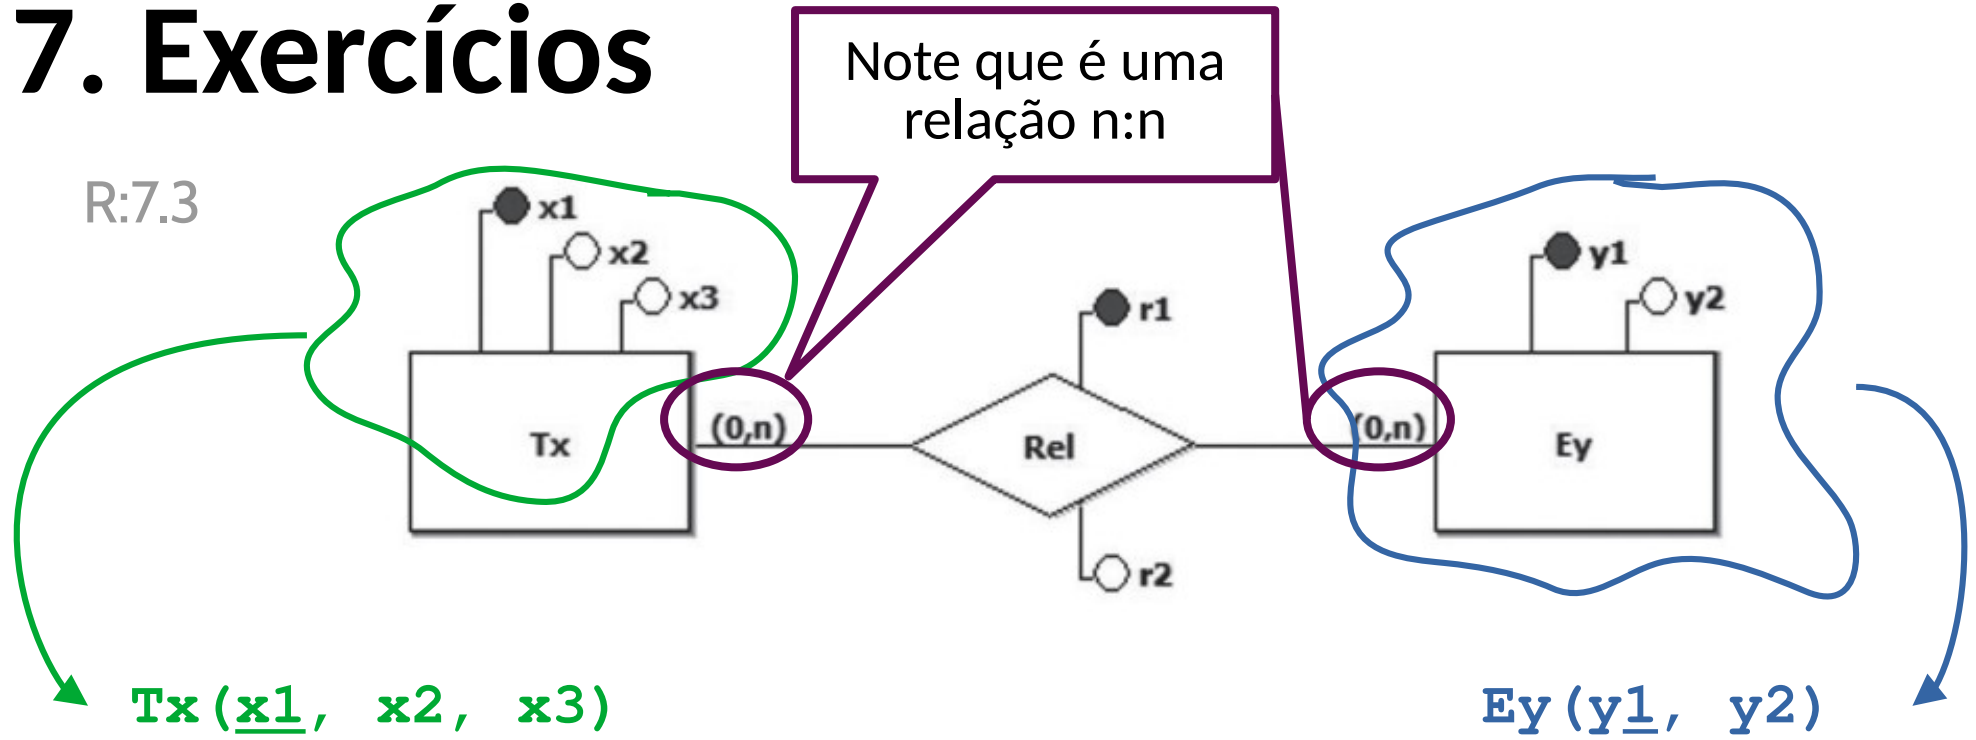 7. Exercícios
Note que é uma
relação n:n
R:7.3
x1
x2
x3
y1
y2
r1
(0,n)
(0,n)
Tx
Rel
Ey
r2
Tx(x1, x2, x3)
Ey(y1, y2)